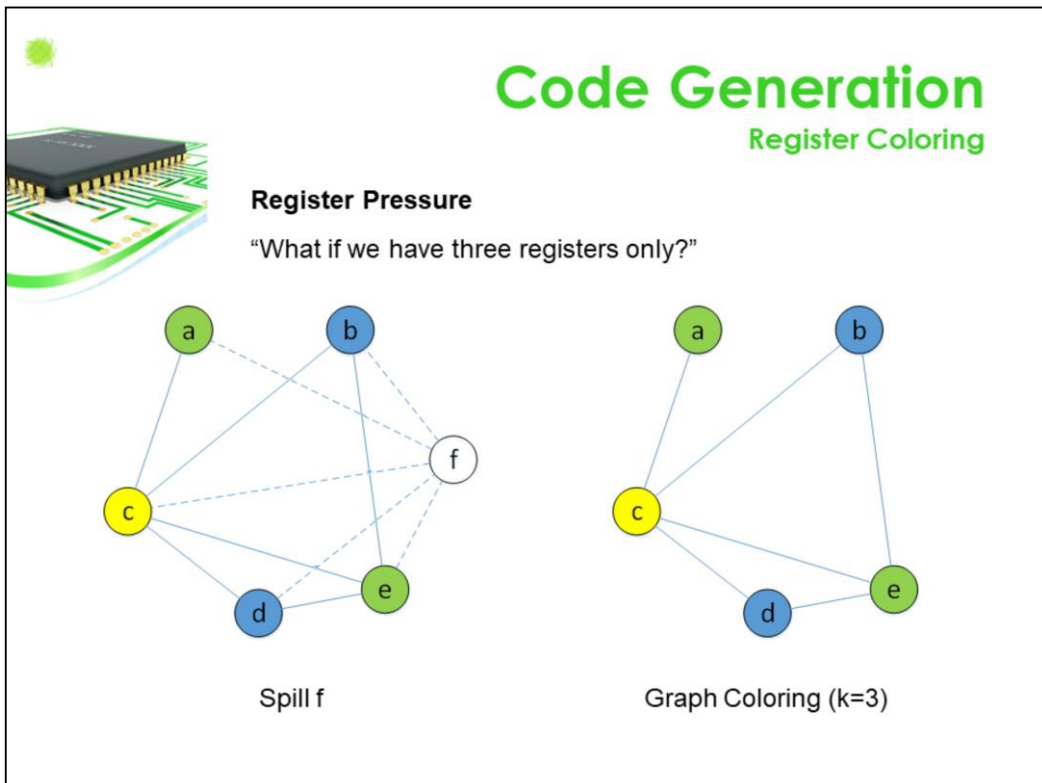 Code Generation
Register Coloring
Register Pressure
“What if we have three registers only?”
a
b
f
c
e
d
a
b
c
e
d
Spill f
Graph Coloring (k=3)